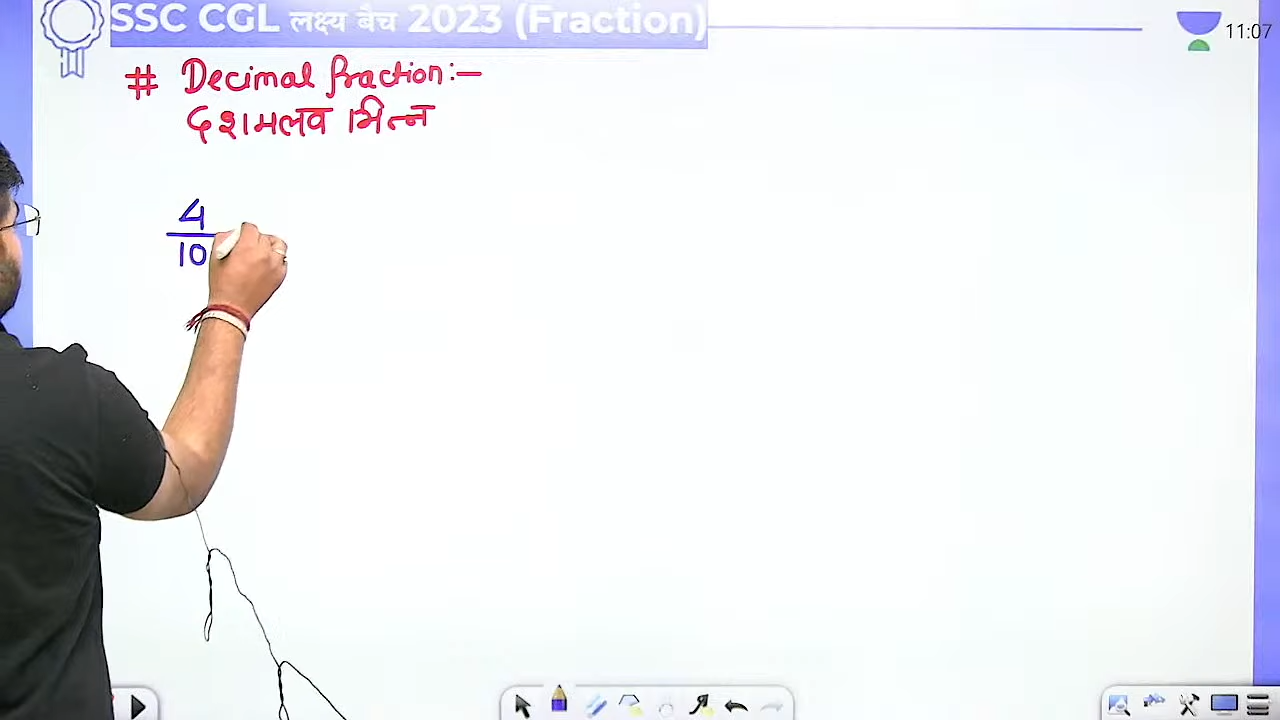 SSC CGL लक्ष्य बैच 2023 (Fraction)
11:07
# Decimal fraction:-
दशमलव भिन्न
4
10